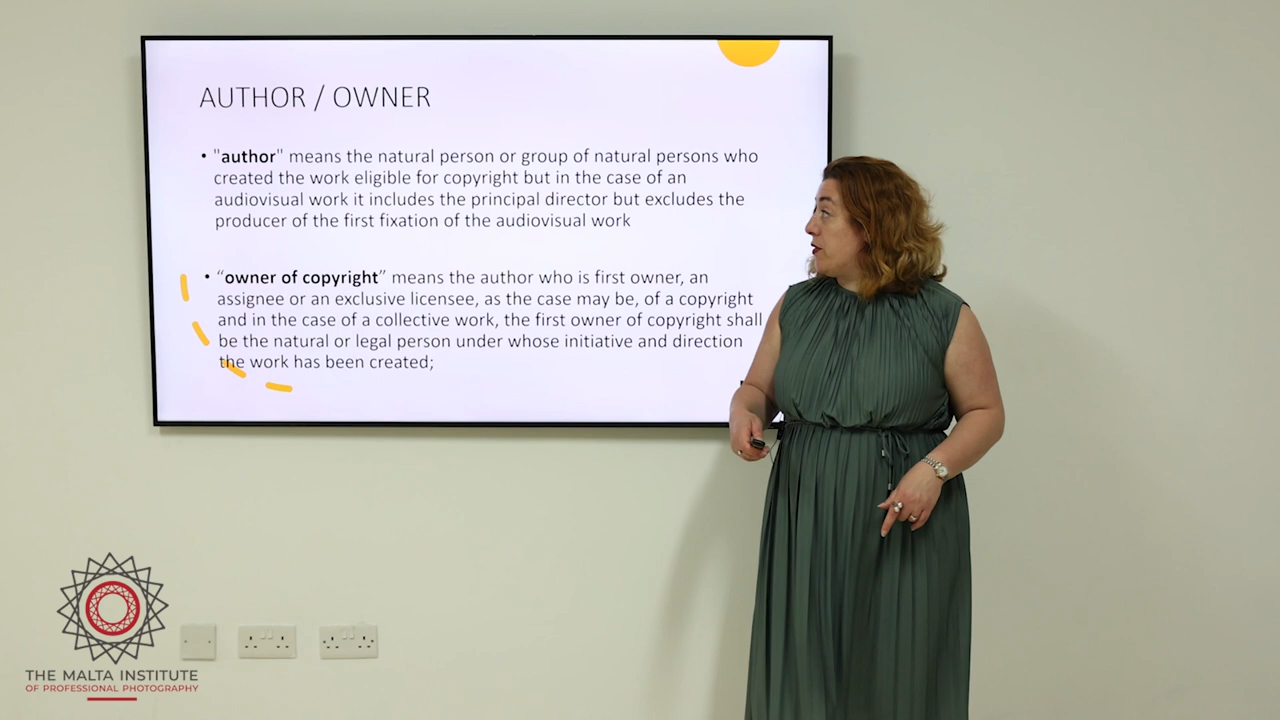 AUTHOR / OWNER
• "author" means the natural person or group of natural persons who
created the work eligible for copyright but in the case of an
audiovisual work it includes the principal director but excludes the
producer of the first fixation of the audiovisual work
• “owner of copyright” means the author who is first owner, an
assignee or an exclusive licensee, as the case may be, of a copyright
and in the case of a collective work, the first owner of copyright shall
be the natural or legal person under whose initiative and direction
the work has been created;
THE MALTA INSTITUTE
OF PROFESSIONAL PHOTOGRAPHY